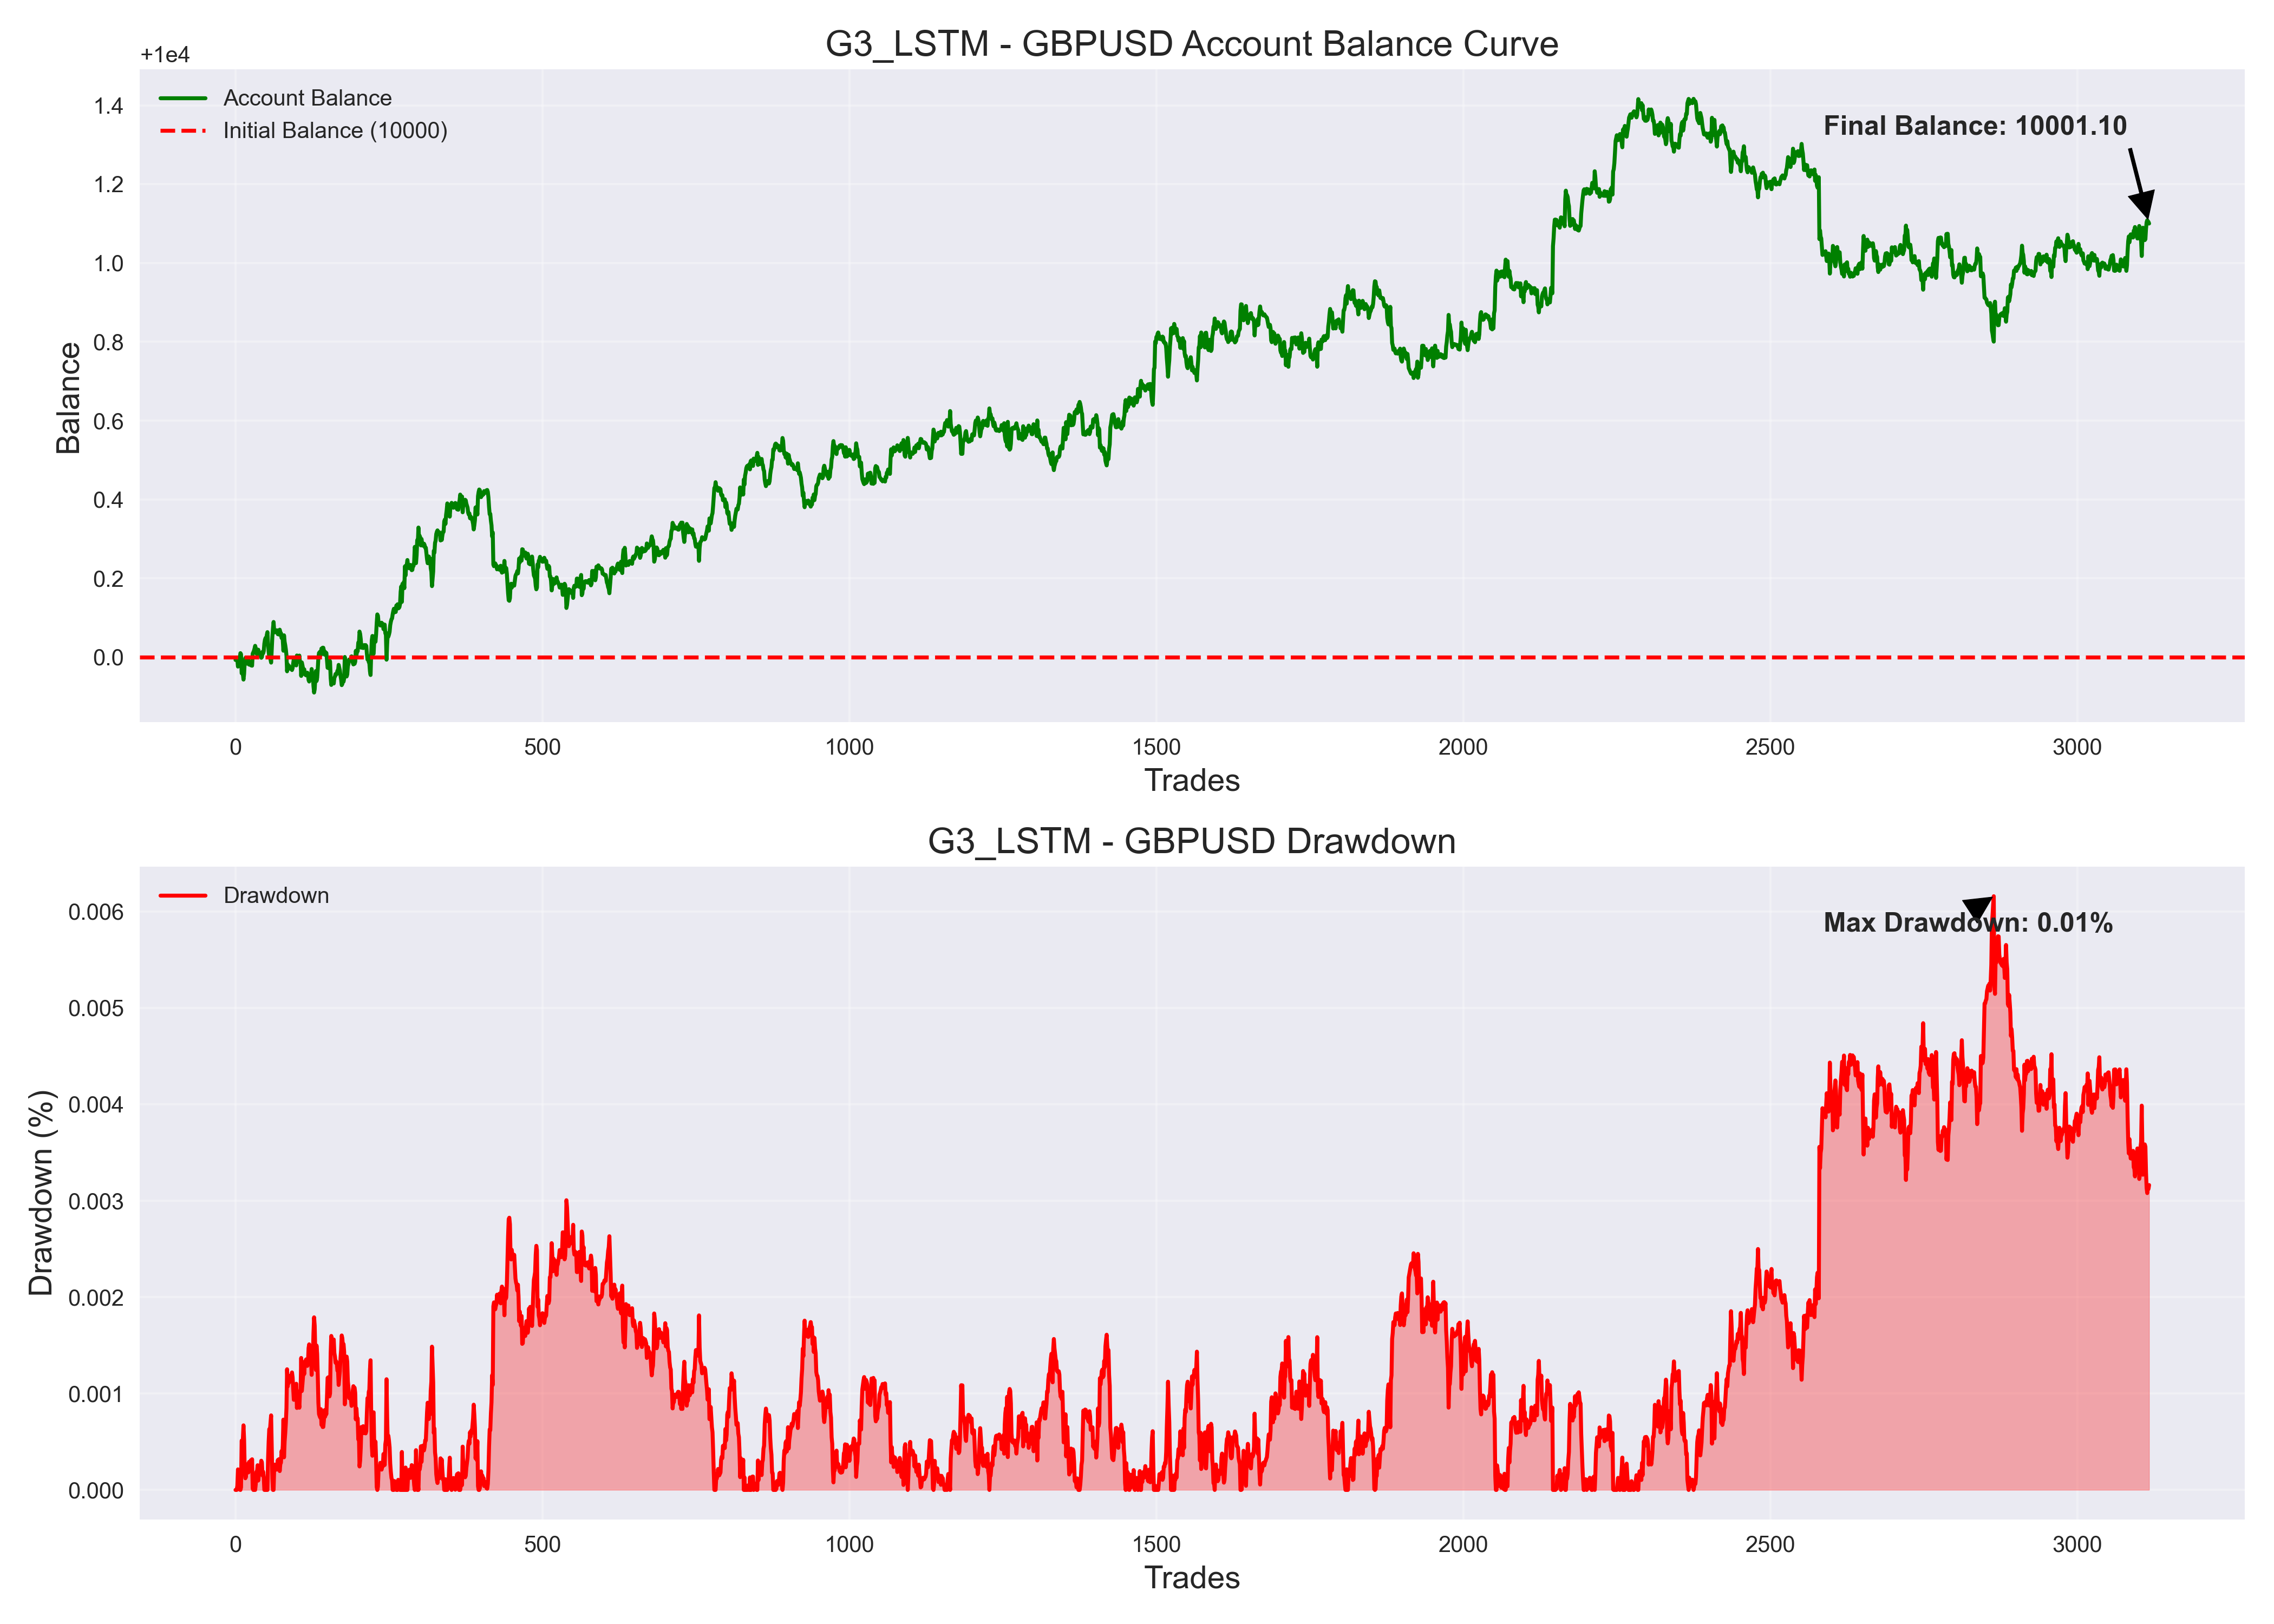 G3_LSTM - GBPUSD Account Balance Curve
+1e4
Account Balance
Initial Balance (10000)
Final Balance: 10001.10
Balance
1.4
1.2
1.0
0.8
0.6
0.4
0.2
0.0
0 500 1000 1500 2000 2500 3000
Trades
G3_LSTM - GBPUSD Drawdown
Drawdown
Max Drawdown: 0.01%
Drawdown (%)
0.006
0.005
0.004
0.003
0.002
0.001
0.000
0 500 1000 1500 2000 2500 3000
Trades